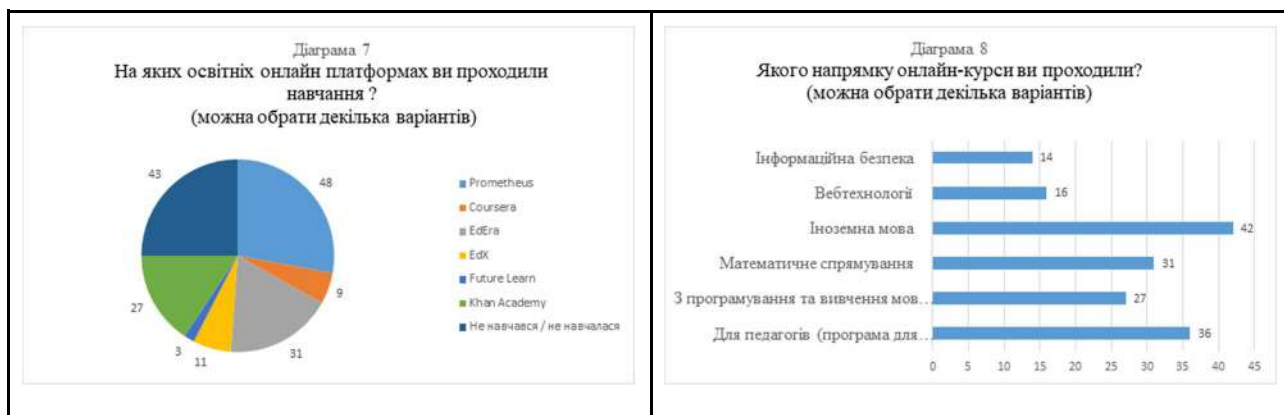 Діаграма 7
На яких освітніх онлайн платформах ви проходили
навчання ?
(можна обрати декілька варіантів)
43
48
9
31
11
3
27
Prometheus
Coursera
EdEra
EdX
Future Learn
Khan Academy
Не навчався / не навчалася
Діаграма 8
Якого напрямку онлайн-курси ви проходили?
(можна обрати декілька варіантів)
Інформаційна безпека 14
Вебтехнології 16
Іноземна мова 42
Математичне спрямування 31
З програмування та вивчення мов… 27
Для педагогів (програма для… 36
0 5 10 15 20 25 30 35 40 45